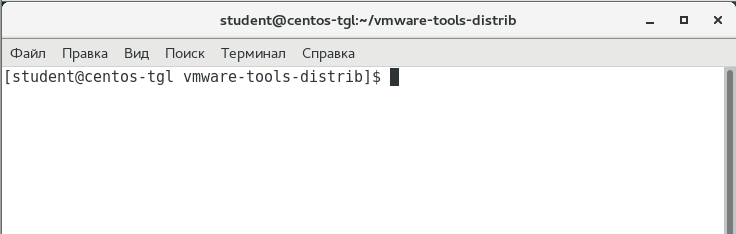 student@centos-tgl:~/vmware-tools-distrib
Файл Правка Вид Поиск Терминал Справка
[student@centos-tgl vmware-tools-distrib]$